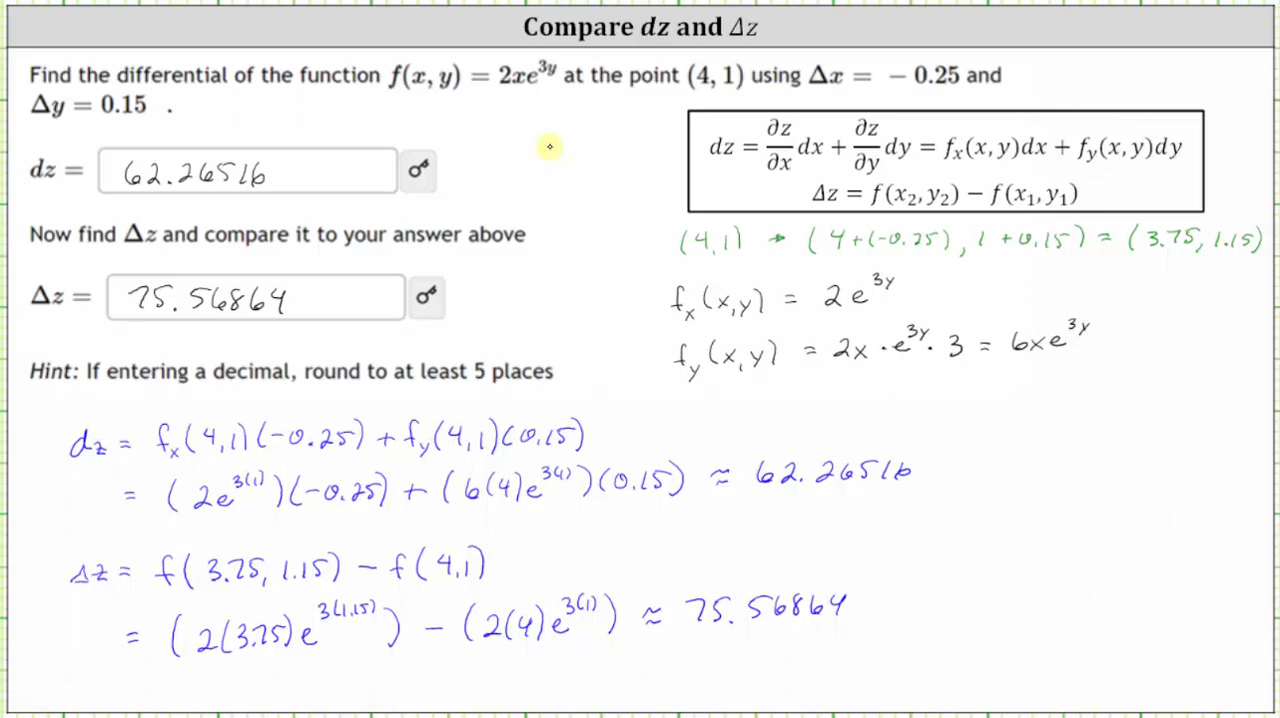 Compare dz and Δz
Find the differential of the function f(x, y) = 2xe^{3y} at the point (4, 1) using Δx = − 0.25 and
Δy = 0.15 .
dz = 62.26516
Now find Δz and compare it to your answer above
Δz = 75.56864
Hint: If entering a decimal, round to at least 5 places
dz = ∂z/∂x dx + ∂z/∂y dy = f_x(x, y)dx + f_y(x, y)dy
Δz = f(x_2, y_2) − f(x_1, y_1)
(4,1) → (4+(-0.25), 1+0.15) = (3.75, 1.15)
f_x(x,y) = 2e^{3y}
f_y(x,y) = 2x · e^{3y} · 3 = 6xe^{3y}
dz = f_x(4,1)(-0.25) + f_y(4,1)(0.15)
= (2e^{3(1)})(-0.25) + (6(4)e^{3(1)})(0.15) ≈ 62.26516
Δz = f(3.75, 1.15) − f(4,1)
= (2(3.75)e^{3(1.15)}) − (2(4)e^{3(1)}) ≈ 75.56864